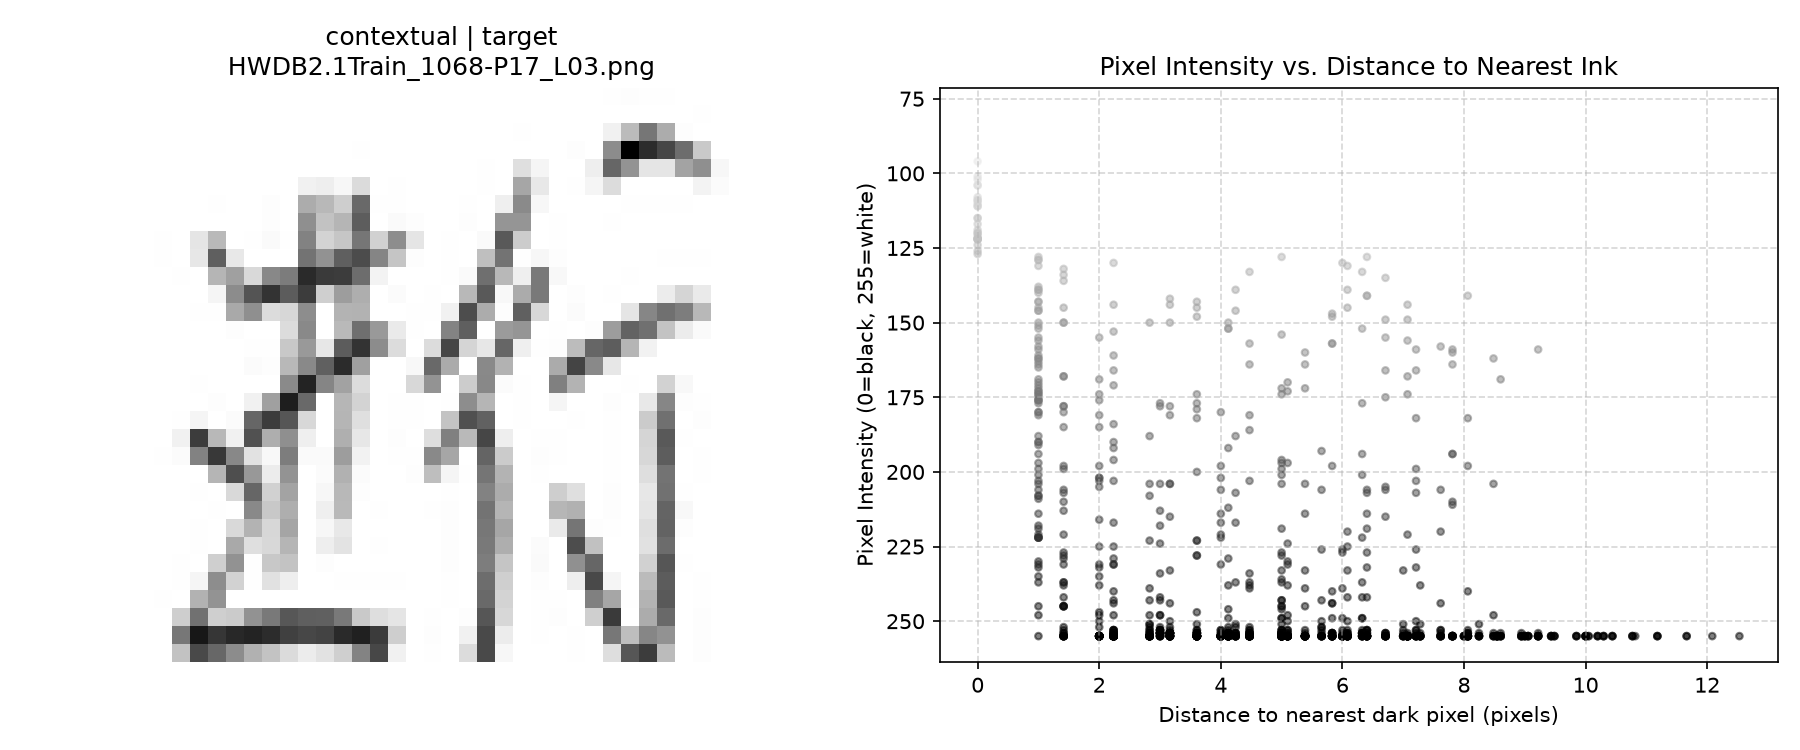 contextual | target
HWDB2.1Train_1068-P17_L03.png
进行
Pixel Intensity vs. Distance to Nearest Ink
Pixel Intensity (0=black, 255=white)
75
100
125
150
175
200
225
250
0 2 4 6 8 10 12
Distance to nearest dark pixel (pixels)